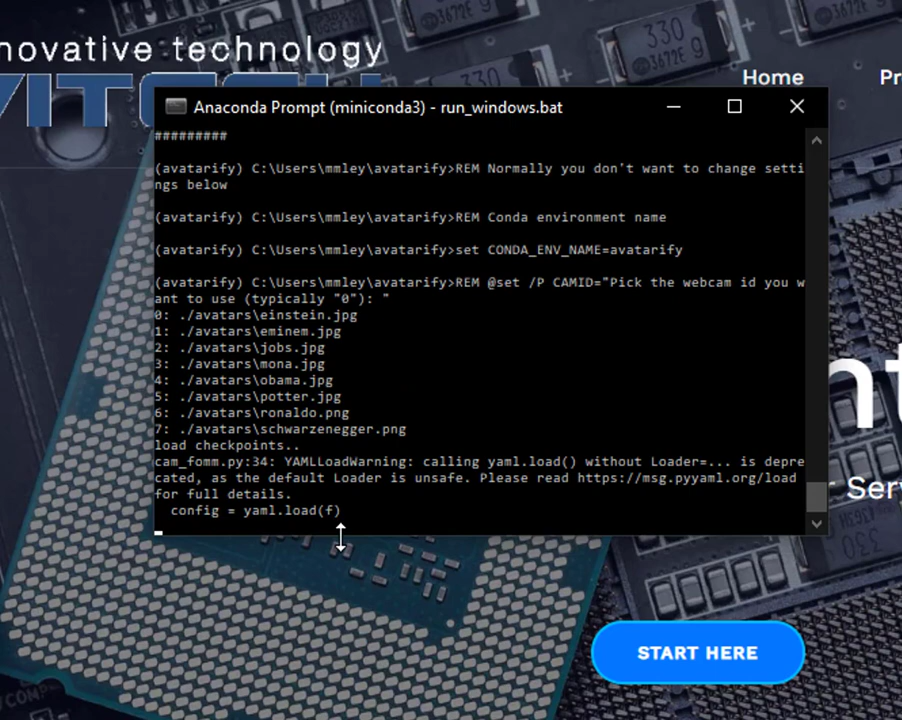 novative technology
Home
Anaconda Prompt (miniconda3) - run_windows.bat
#########
(avatarify) C:\Users\mmley\avatarify>REM Normally you don't want to change setti
ngs below
(avatarify) C:\Users\mmley\avatarify>REM Conda environment name
(avatarify) C:\Users\mmley\avatarify>set CONDA_ENV_NAME=avatarify
(avatarify) C:\Users\mmley\avatarify>REM @set /P CAMID="Pick the webcam id you w
ant to use (typically "0"): "
0: ./avatars\einstein.jpg
1: ./avatars\eminem.jpg
2: ./avatars\jobs.jpg
3: ./avatars\mona.jpg
4: ./avatars\obama.jpg
5: ./avatars\potter.jpg
6: ./avatars\ronaldo.png
7: ./avatars\schwarzenegger.png
load checkpoints..
cam_fomm.py:34: YAMLLoadWarning: calling yaml.load() without Loader=... is depre
cated, as the default Loader is unsafe. Please read https://msg.pyyaml.org/load
for full details.
config = yaml.load(f)
START HERE
330
3672E 9
330